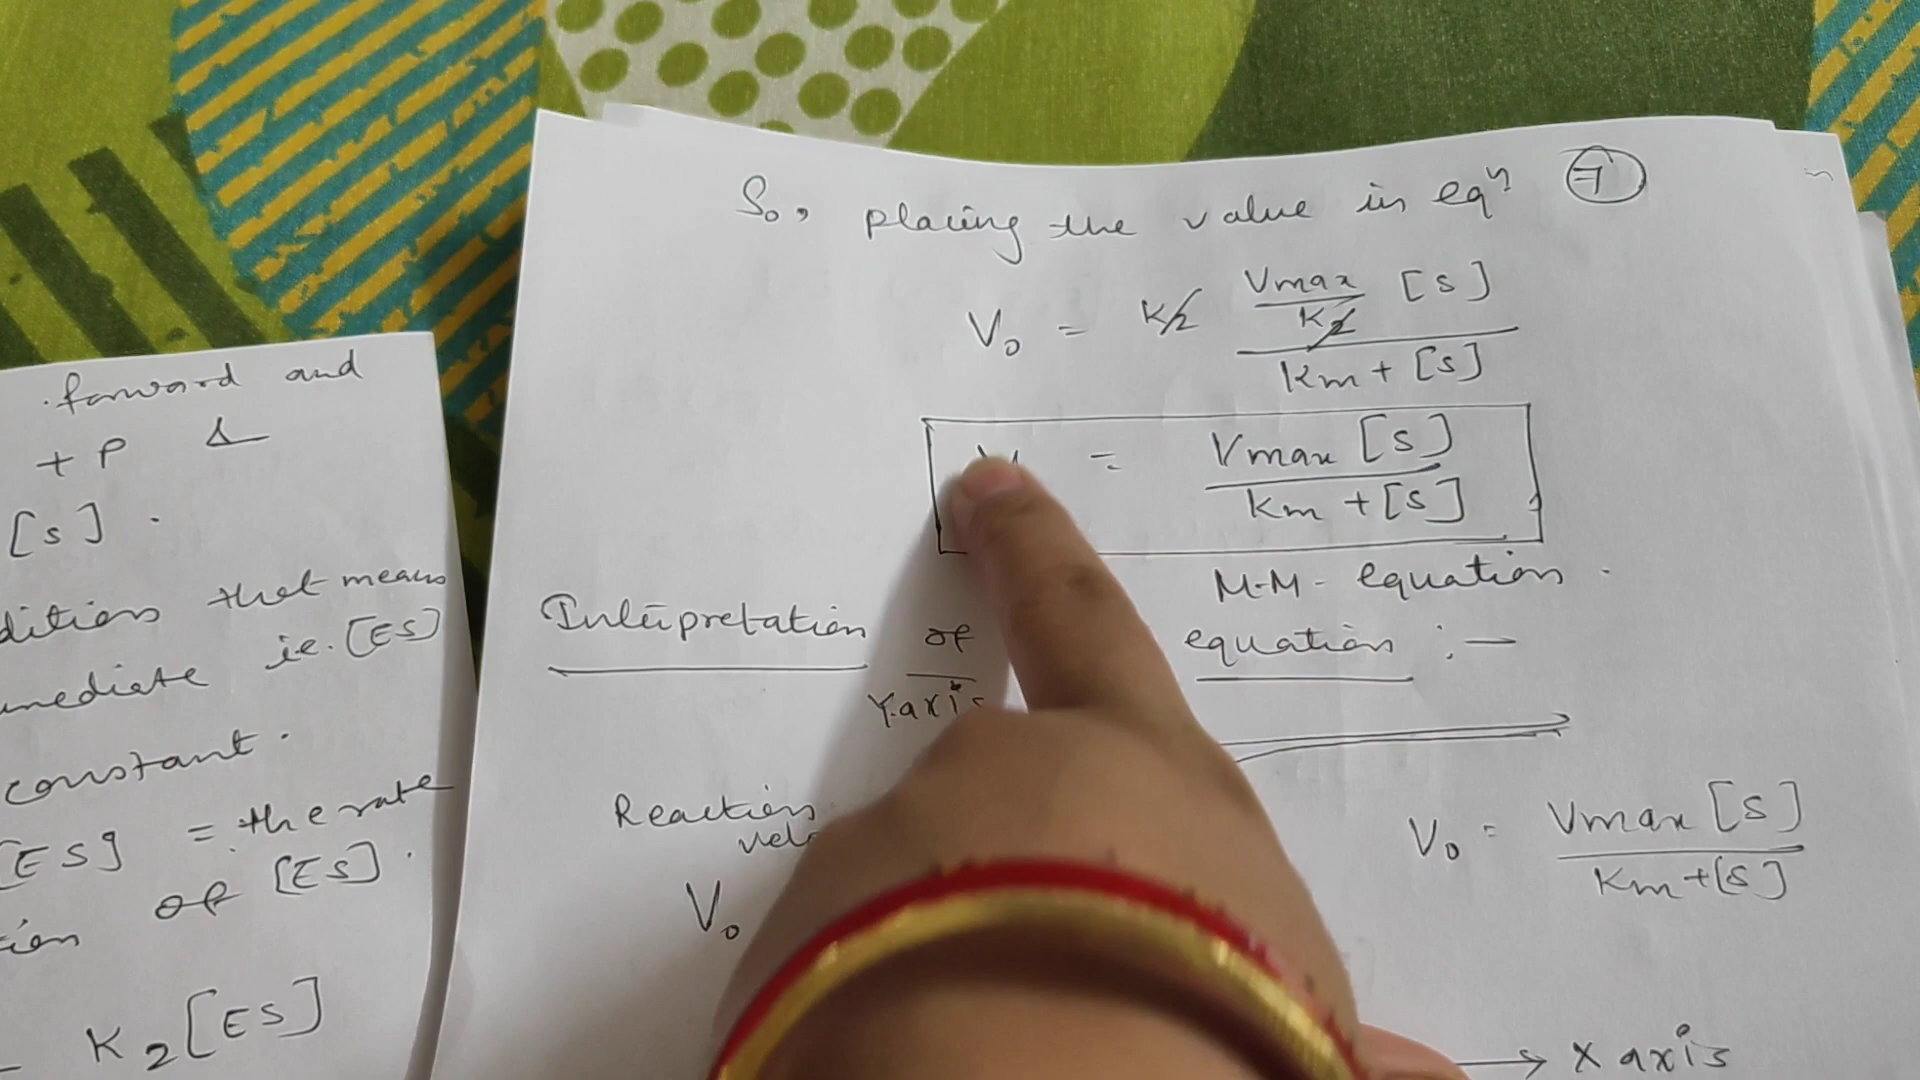 forward and
+ P &
[S].
that means
ie. [ES]
constant.
[ES] = the rate
of [ES].
K2[ES]
So, placing the value in eqn 7
V0 = K2 Vmax/K2 [S] / Km + [S]
= Vmax [S] / Km + [S]
M-M- equation.
Interpretation of equation :-
Y axis
Reaction
V0
V0 = Vmax [S] / Km + [S]
→ X axis